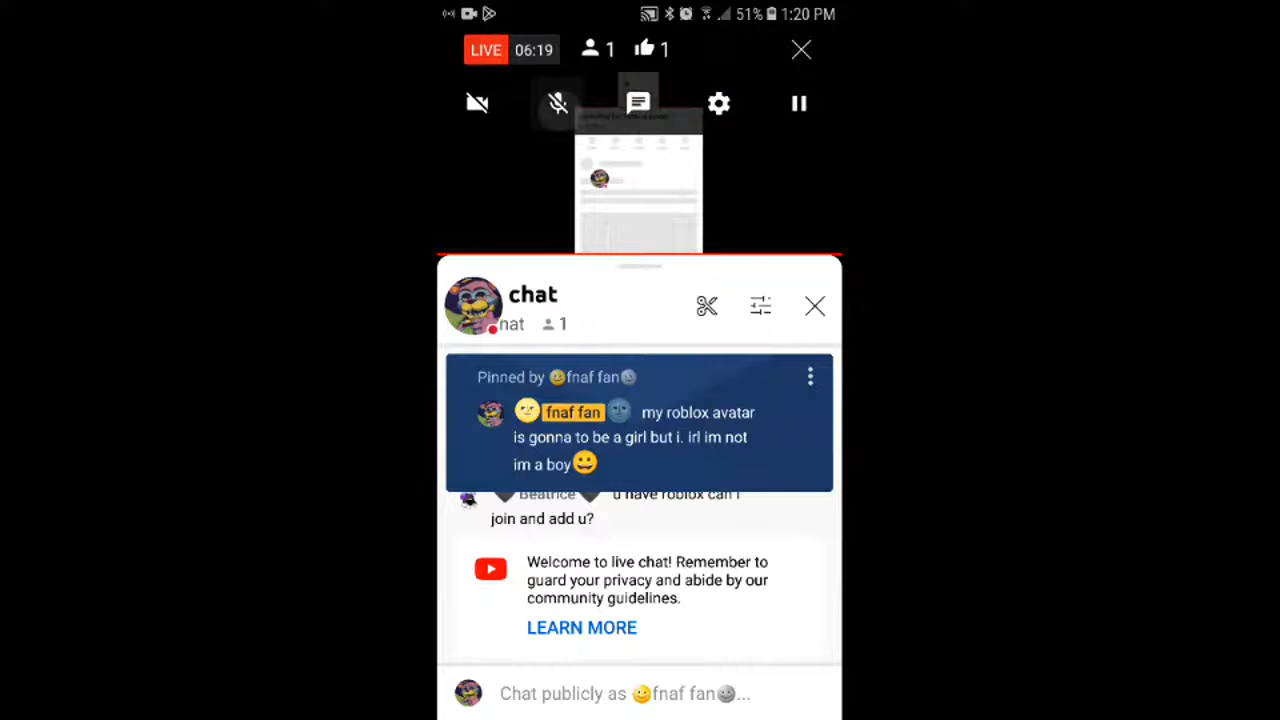 51% 1:20 PM
LIVE 06:19 1 1
chat
nat 1
Pinned by 🌝fnaf fan🌚
🌝 fnaf fan 🌚 my roblox avatar
is gonna to be a girl but i. irl im not
im a boy😀
🖤Beatrice🖤 u have roblox can i
join and add u?
Welcome to live chat! Remember to
guard your privacy and abide by our
community guidelines.
LEARN MORE
Chat publicly as 🌝fnaf fan🌚...